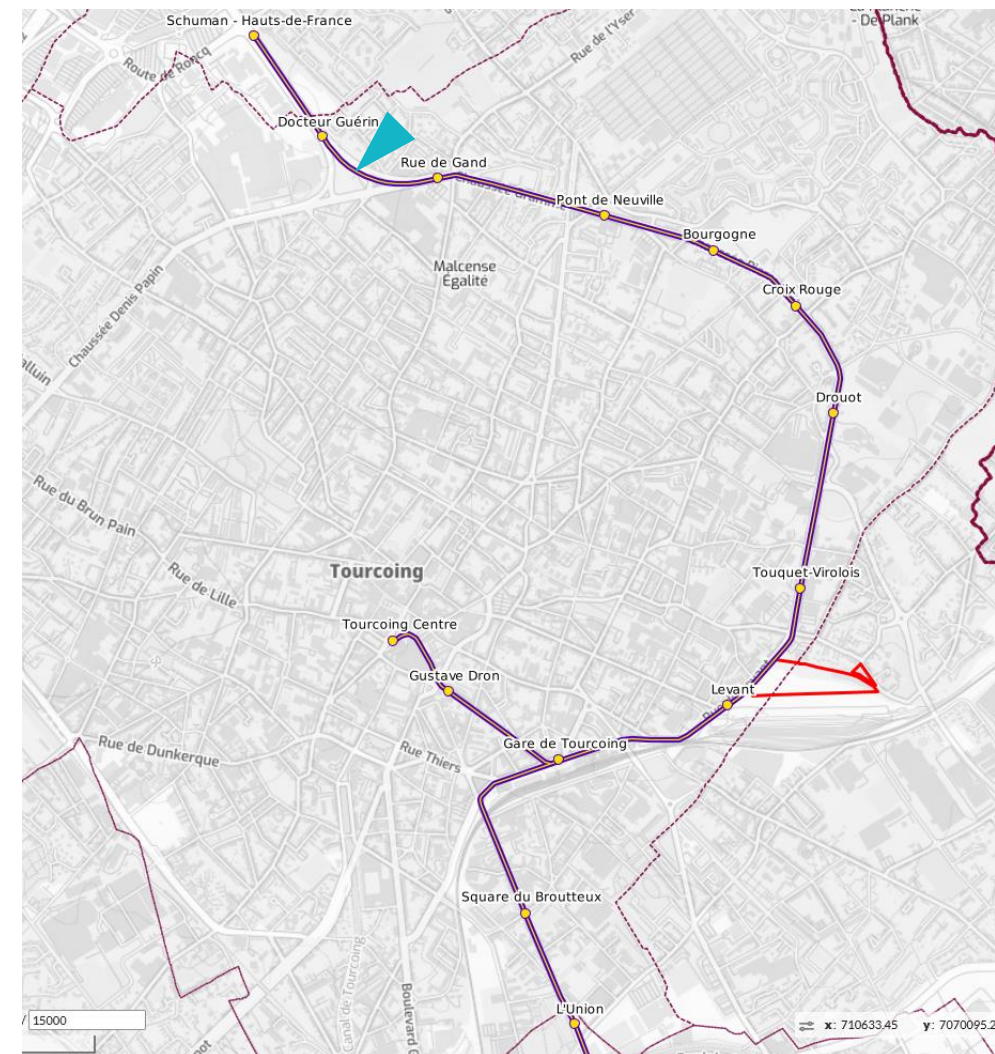 Schuman - Hauts-de-France
- De Plank
Rue de l'Yser
Route de Roncq
Docteur Guérin
Rue de Gand
Pont de Neuville
Bourgogne
Malcense
Égalité
Croix Rouge
Chaussée Denis Papin
Drouot
Rue du Brun Pain
Tourcoing
Touquet-Virolois
Rue de Lille
Tourcoing Centre
Gustave Dron
Levant
Gare de Tourcoing
Rue de Dunkerque
Rue Thiers
Square du Broutteux
Canal de Tourcoing
Boulevard G
L'Union
/ 15000
x: 710633.45 y: 7070095.2